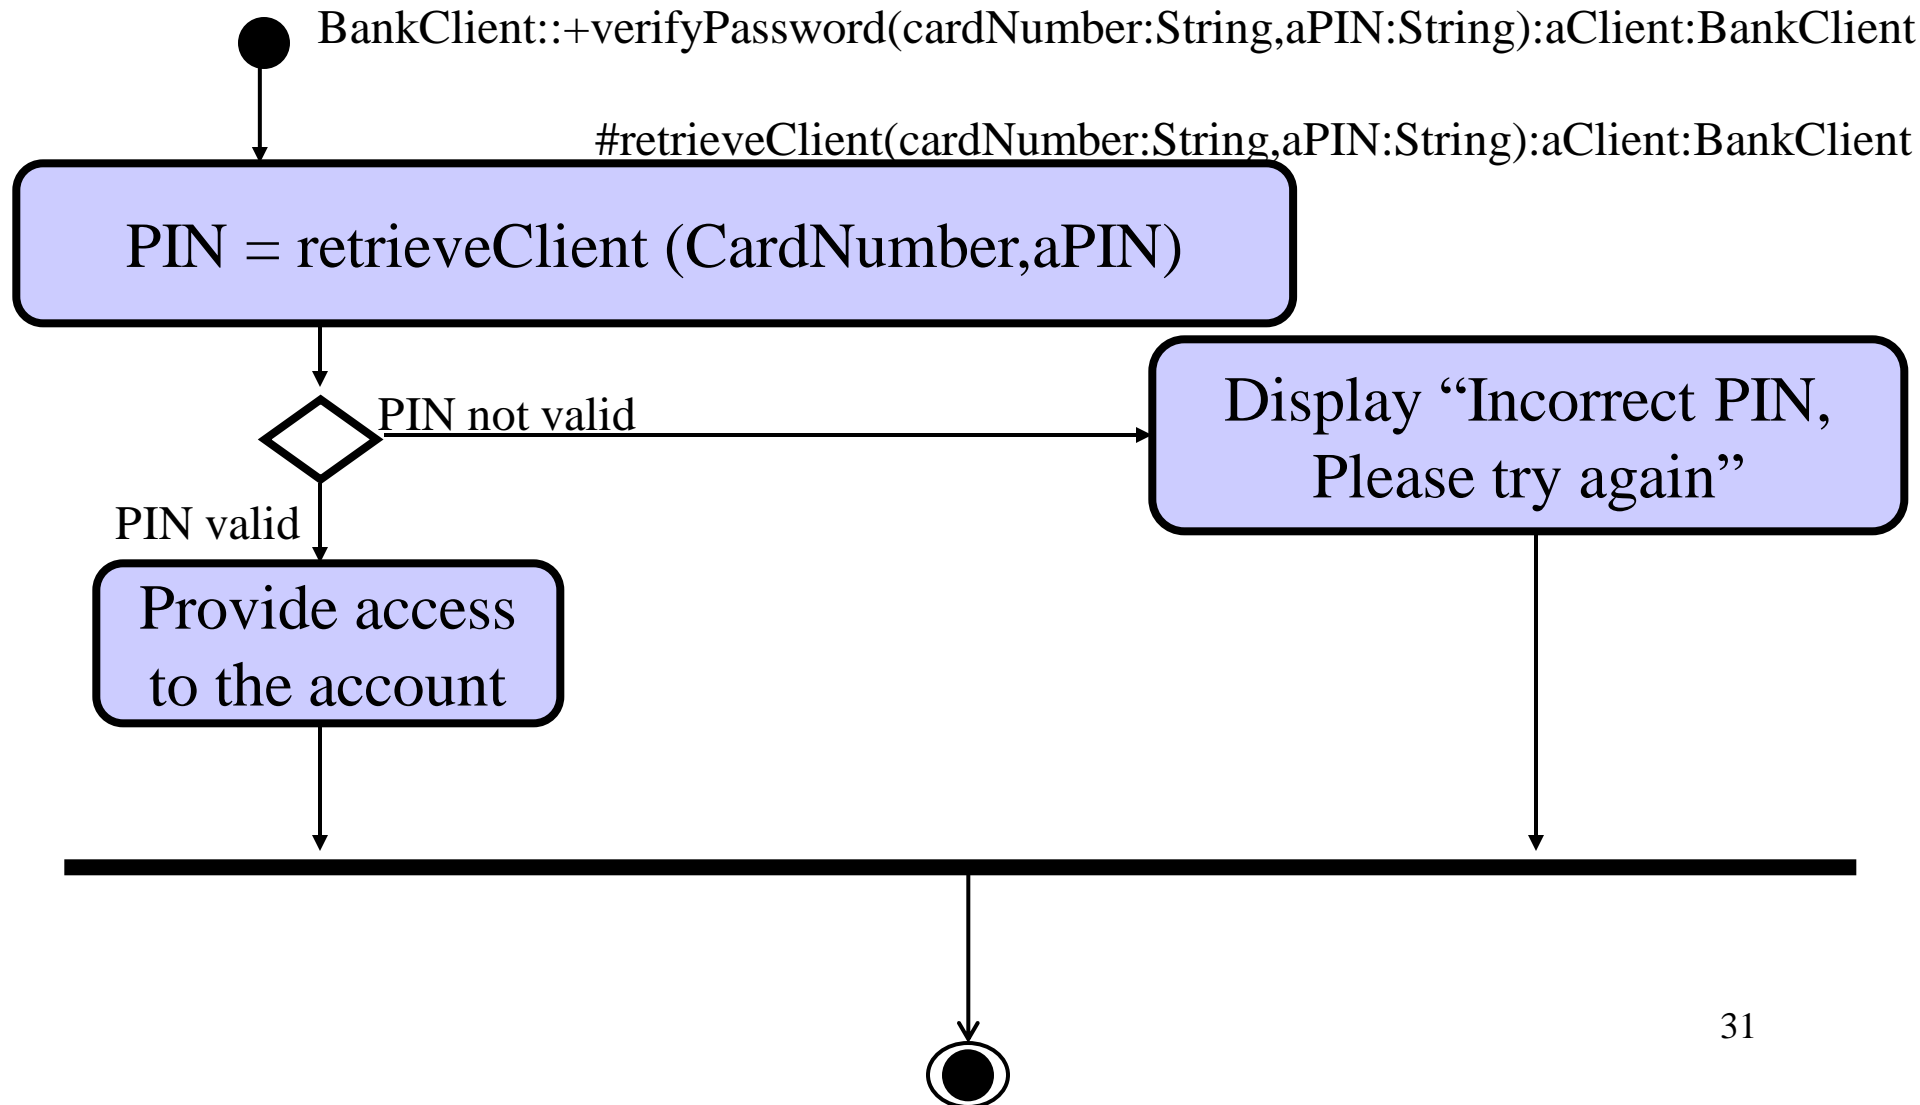 BankClient::+verifyPassword(cardNumber:String,aPIN:String):aClient:BankClient
#retrieveClient(cardNumber:String,aPIN:String):aClient:BankClient
PIN = retrieveClient (CardNumber,aPIN)
PIN not valid
Display “Incorrect PIN,
Please try again”
PIN valid
Provide access
to the account
31